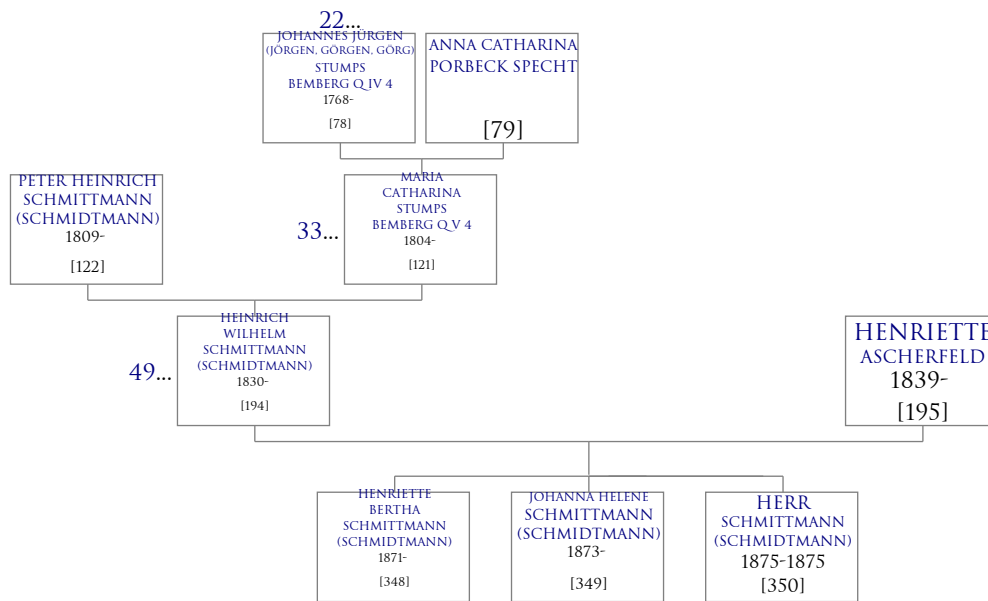 22...
JOHANNES JÜRGEN
(JÖRGEN, GÖRGEN, GÖRG)
STUMPS
BEMBERG Q IV 4
1768-
[78]
ANNA CATHARINA
PORBECK SPECHT
[79]
PETER HEINRICH
SCHMITTMANN
(SCHMIDTMANN)
1809-
[122]
33...
MARIA
CATHARINA
STUMPS
BEMBERG Q V 4
1804-
[121]
49...
HEINRICH
WILHELM
SCHMITTMANN
(SCHMIDTMANN)
1830-
[194]
HENRIETTE
ASCHERFELD
1839-
[195]
HENRIETTE
BERTHA
SCHMITTMANN
(SCHMIDTMANN)
1871-
[348]
JOHANNA HELENE
SCHMITTMANN
(SCHMIDTMANN)
1873-
[349]
HERR
SCHMITTMANN
(SCHMIDTMANN)
1875-1875
[350]